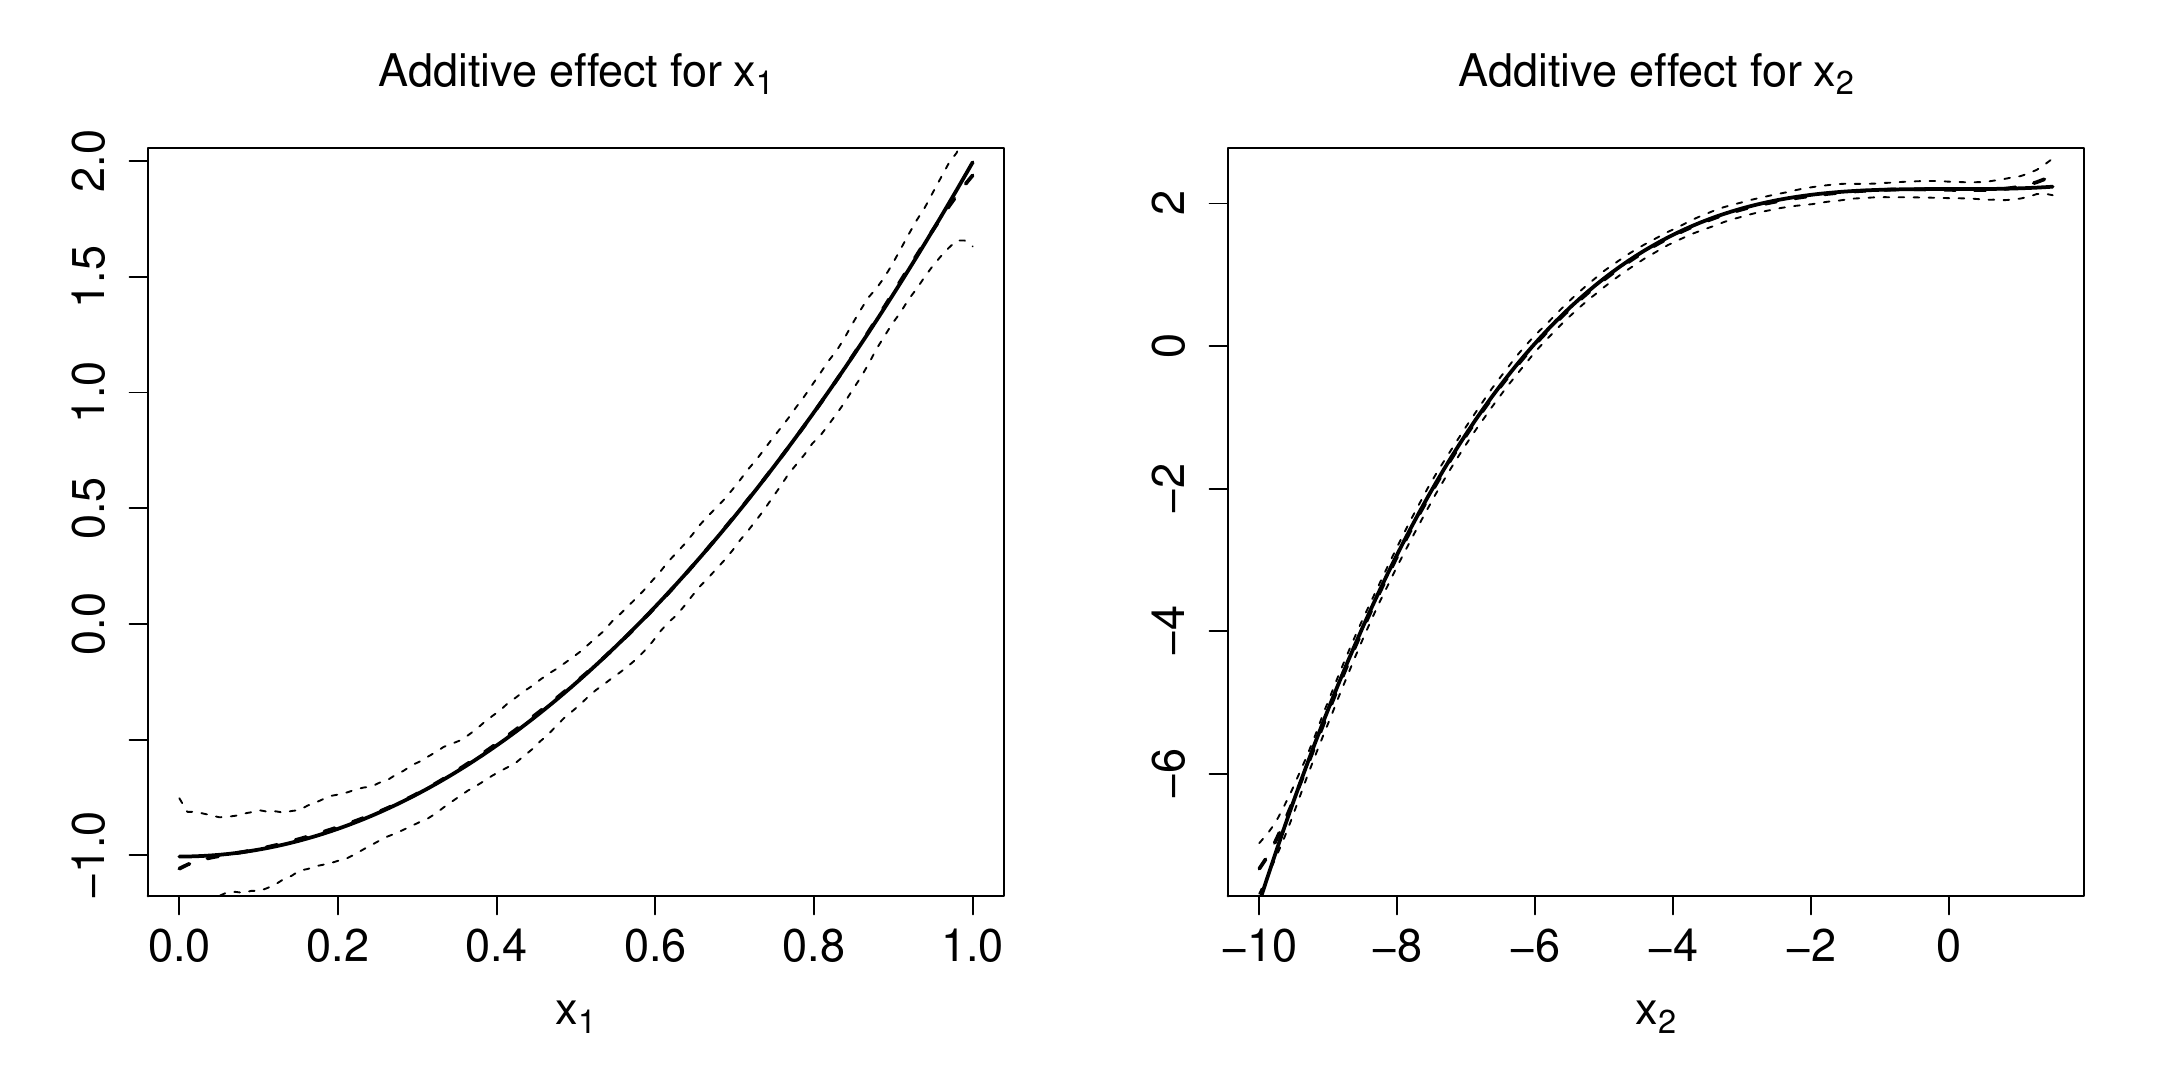 Additive effect for x₁
2.0
1.5
1.0
0.5
0.0
−1.0
0.0 0.2 0.4 0.6 0.8 1.0
x₁
Additive effect for x₂
2
0
−2
−4
−6
−10 −8 −6 −4 −2 0
x₂